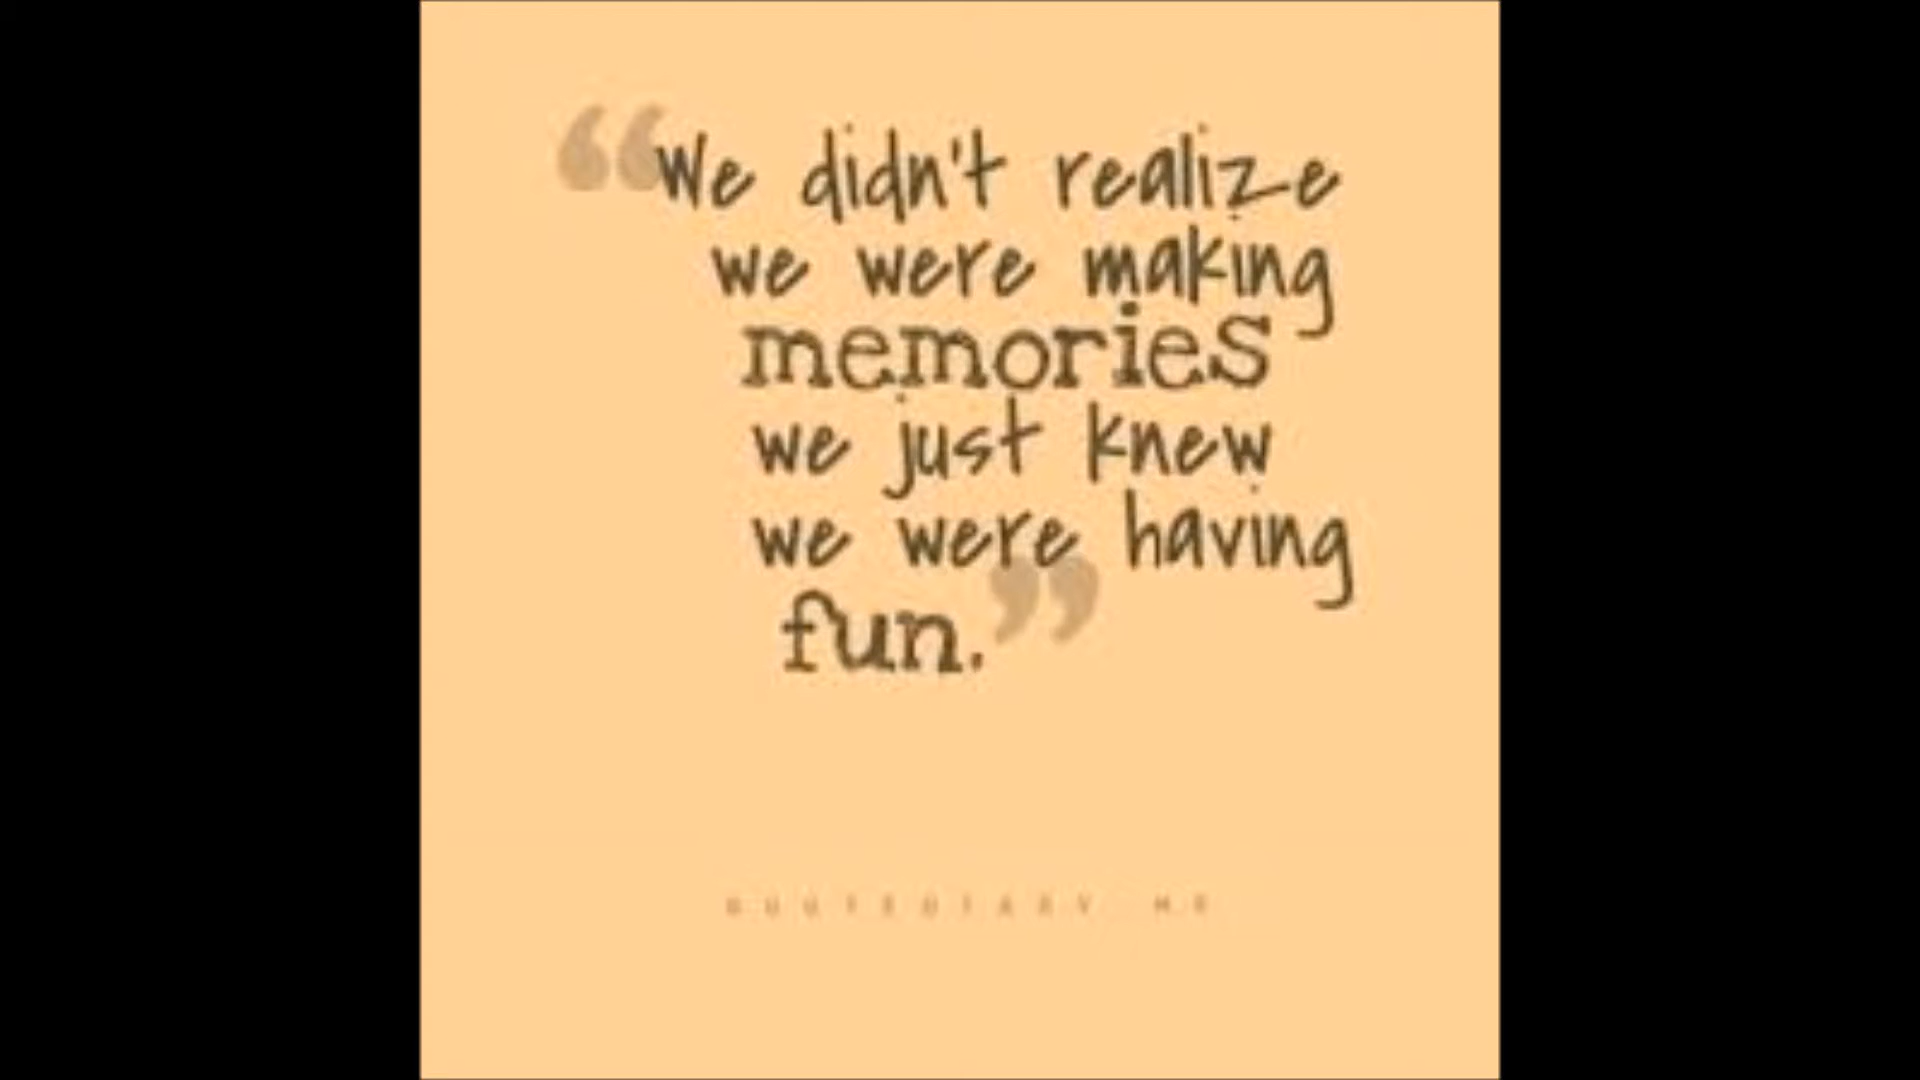 “We didn't realize
we were making
memories
we just knew
we were having
fun.”